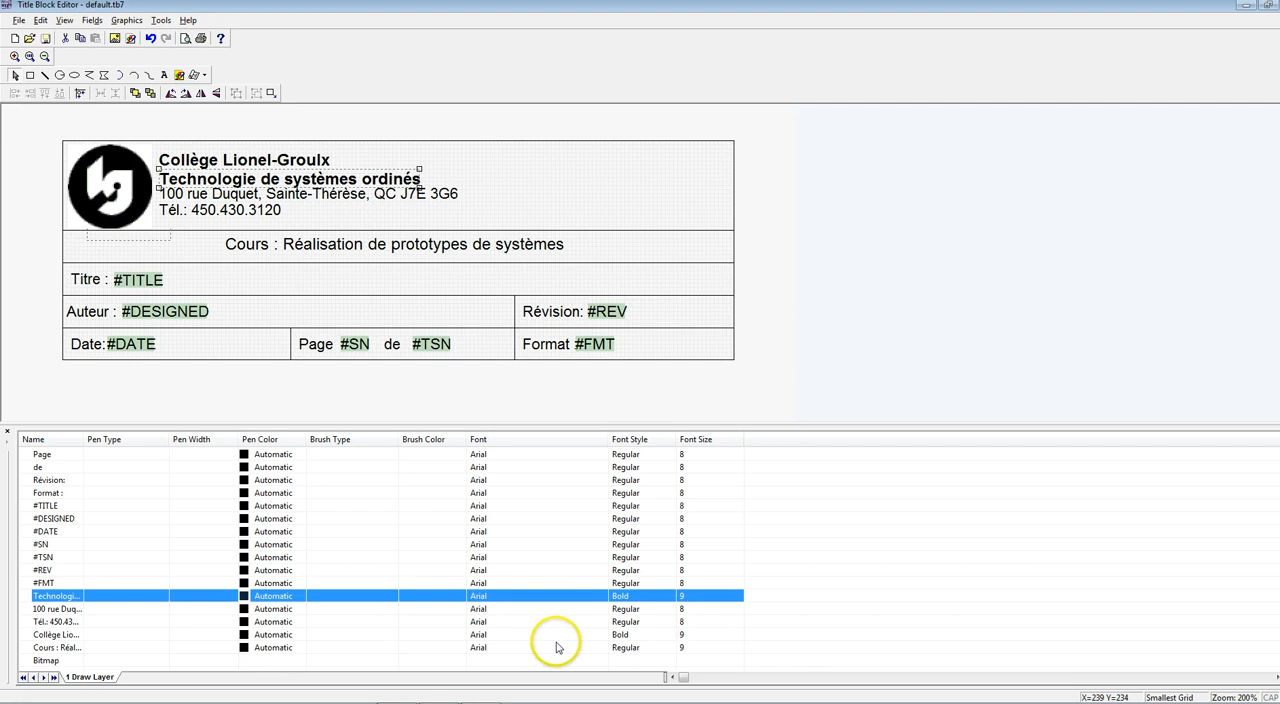 Title Block Editor - default.tb7
File Edit View Fields Graphics Tools Help
Collège Lionel-Groulx
Technologie de systèmes ordinés
100 rue Duquet, Sainte-Thérèse, QC J7E 3G6
Tél.: 450.430.3120
Cours : Réalisation de prototypes de systèmes
Titre : #TITLE
Auteur : #DESIGNED Révision: #REV
Date:#DATE Page #SN de #TSN Format #FMT
Name Pen Type Pen Width Pen Color Brush Type Brush Color Font Font Style Font Size
Page Automatic Arial Regular 8
de Automatic Arial Regular 8
Révision: Automatic Arial Regular 8
Format : Automatic Arial Regular 8
#TITLE Automatic Arial Regular 8
#DESIGNED Automatic Arial Regular 8
#DATE Automatic Arial Regular 8
#SN Automatic Arial Regular 8
#TSN Automatic Arial Regular 8
#REV Automatic Arial Regular 8
#FMT Automatic Arial Regular 8
Technologi... Automatic Arial Bold 9
100 rue Duq... Automatic Arial Regular 8
Tél.: 450.43... Automatic Arial Regular 8
Collège Lio... Automatic Arial Bold 9
Cours : Réal... Automatic Arial Regular 9
Bitmap
1 Draw Layer
X=239 Y=234 Smallest Grid Zoom: 200% CAP